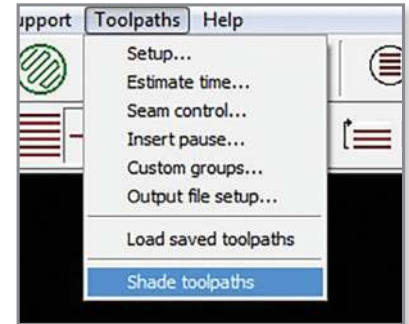 Toolpaths Help
Setup...
Estimate time...
Seam control...
Insert pause...
Custom groups...
Output file setup...
Load saved toolpaths
Shade toolpaths